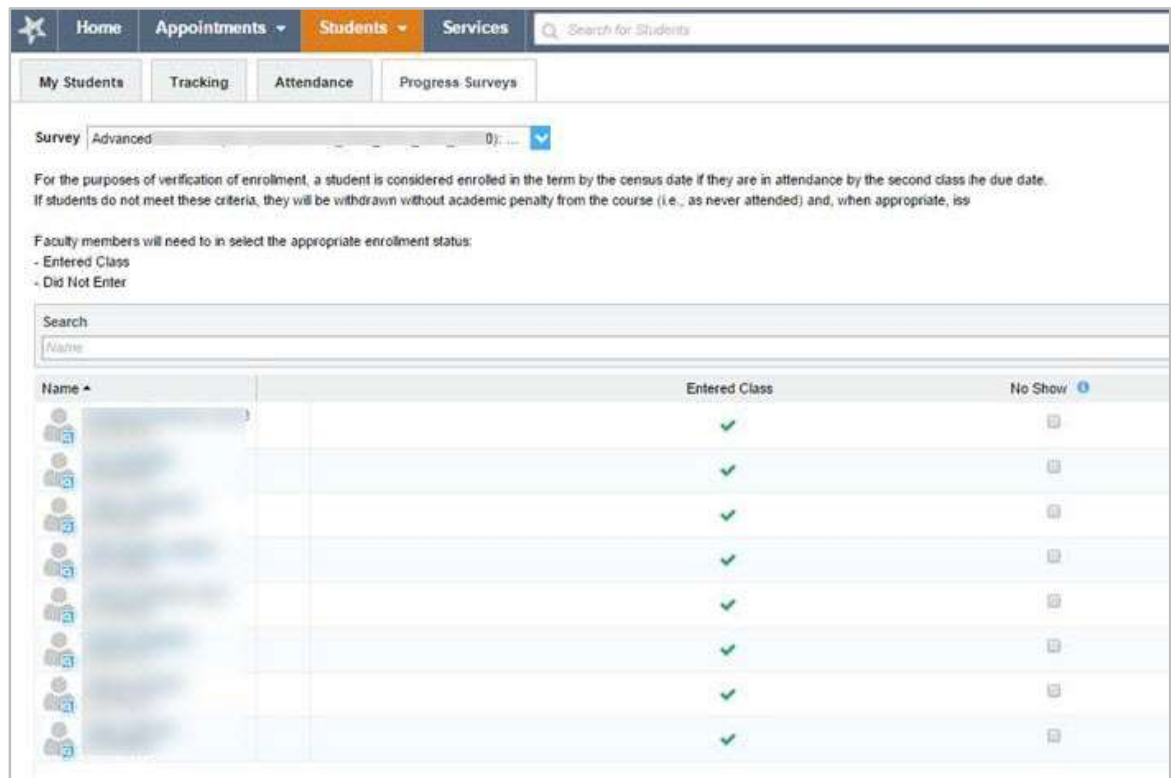 Home Appointments Students Services Search for Students
My Students Tracking Attendance Progress Surveys
Survey Advanced 0); ...
For the purposes of verification of enrollment, a student is considered enrolled in the term by the census date if they are in attendance by the second class the due date.
If students do not meet these criteria, they will be withdrawn without academic penalty from the course (i.e., as never attended) and, when appropriate, iss
Faculty members will need to in select the appropriate enrollment status:
- Entered Class
- Did Not Enter
Search
Name
Name Entered Class No Show